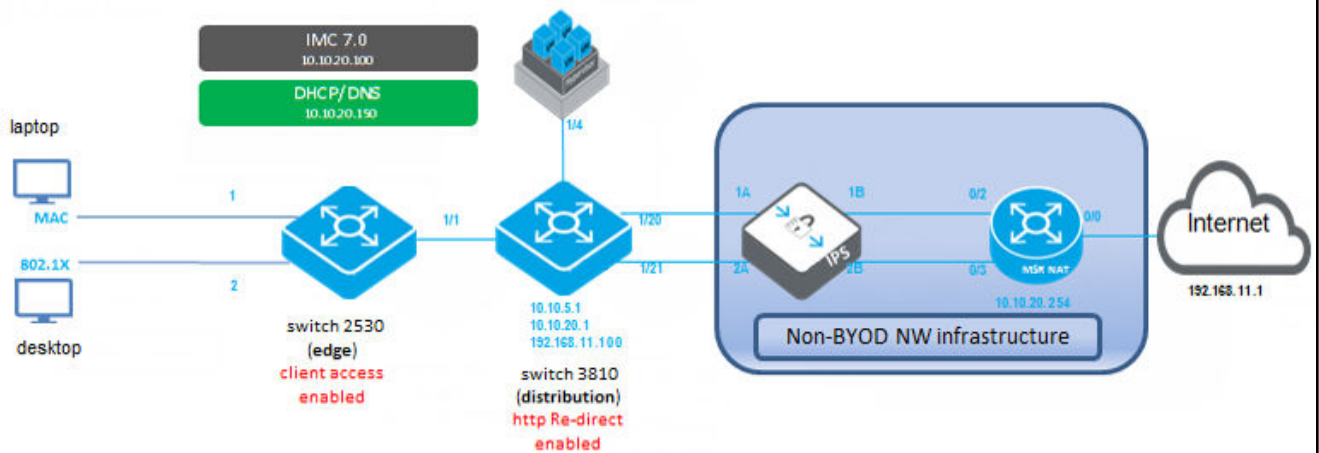 IMC 7.0
10.10.20.100
DHCP/DNS
10.10.20.150
laptop
MAC
802.1X
desktop
1
2
switch 2530
(edge)
client access
enabled
1/1
1/4
1/20
1/21
10.10.5.1
10.10.20.1
192.168.11.100
switch 3810
(distribution)
http Re-direct
enabled
1A
2A
IPS
1B
2B
0/2
0/3
MSR NAT
10.10.20.254
0/0
Non-BYOD NW infrastructure
Internet
192.168.11.1